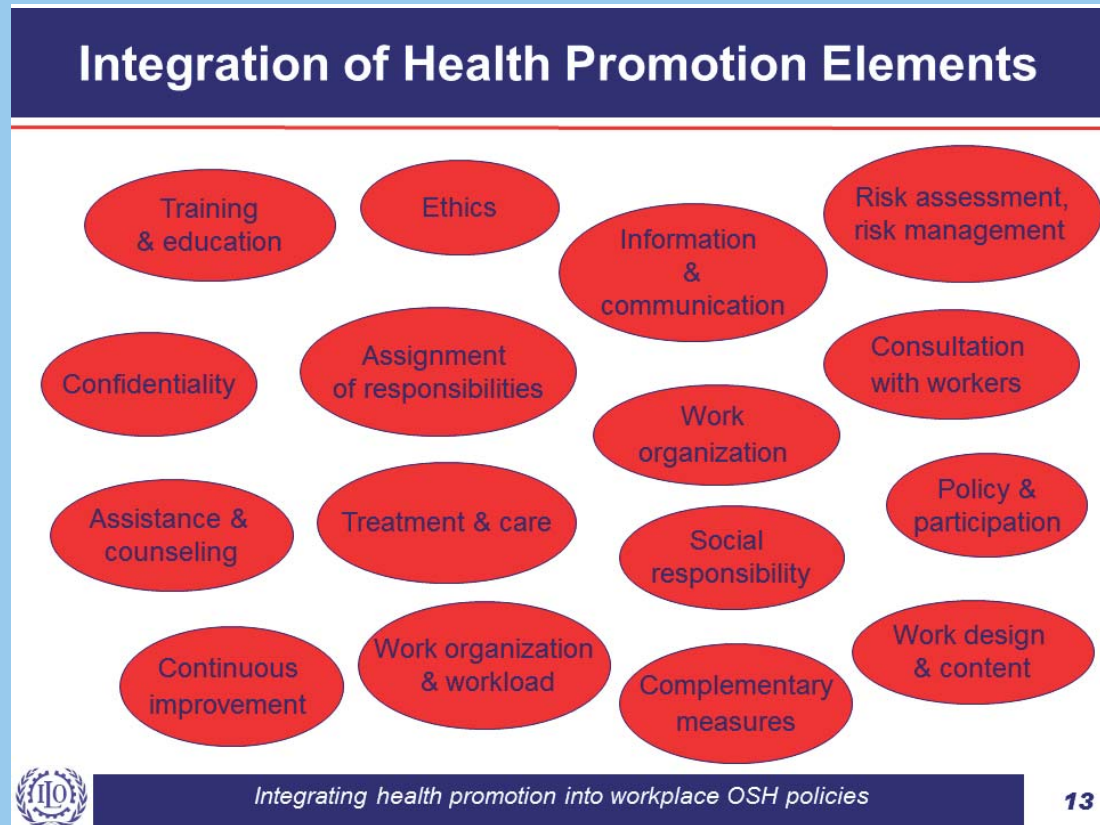 Integration of Health Promotion Elements
Training
& education
Ethics
Information
&
communication
Risk assessment,
risk management
Confidentiality
Assignment
of responsibilities
Work
organization
Consultation
with workers
Assistance &
counseling
Treatment & care
Social
responsibility
Policy &
participation
Continuous
improvement
Work organization
& workload
Complementary
measures
Work design
& content
ILO
Integrating health promotion into workplace OSH policies
13